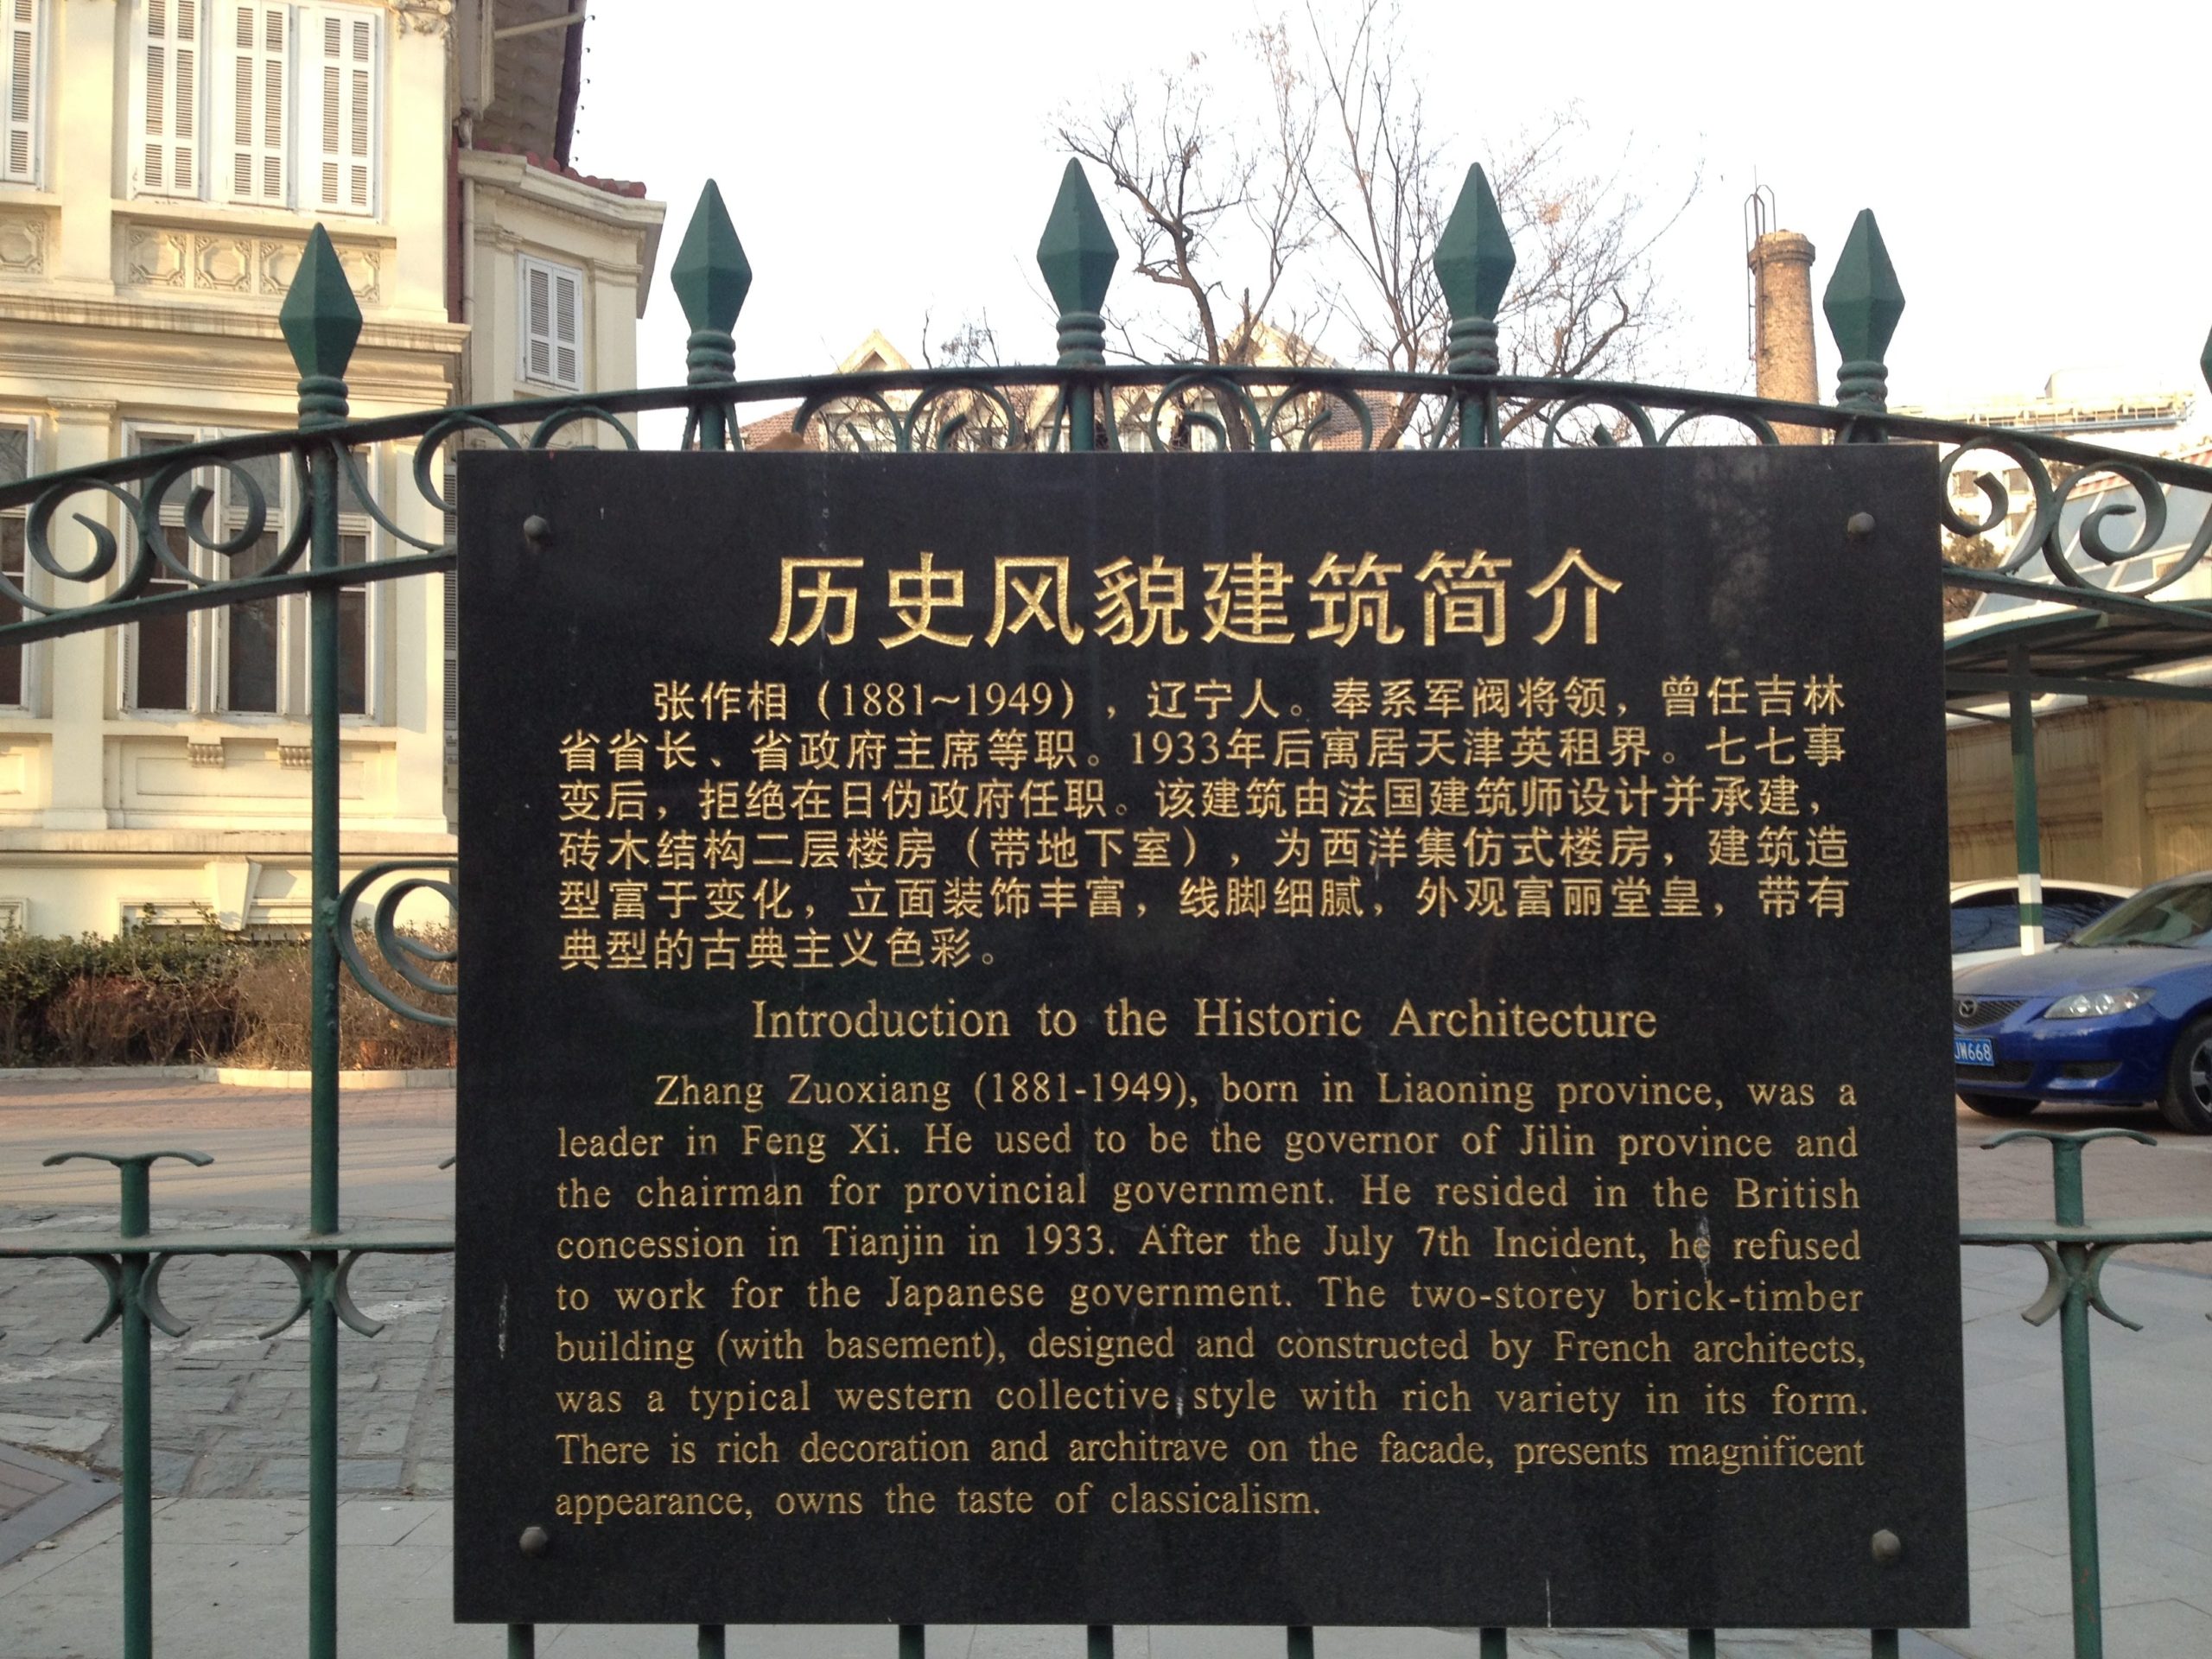 历史风貌建筑简介
张作相（1881~1949），辽宁人。奉系军阀将领，曾任吉林
省省长、省政府主席等职。1933年后寓居天津英租界。七七事
变后，拒绝在日伪政府任职。该建筑由法国建筑师设计并承建，
砖木结构二层楼房（带地下室），为西洋集仿式楼房，建筑造
型富于变化，立面装饰丰富，线脚细腻，外观富丽堂皇，带有
典型的古典主义色彩。
Introduction to the Historic Architecture
Zhang Zuoxiang (1881-1949), born in Liaoning province, was a
leader in Feng Xi. He used to be the governor of Jilin province and
the chairman for provincial government. He resided in the British
concession in Tianjin in 1933. After the July 7th Incident, he refused
to work for the Japanese government. The two-storey brick-timber
building (with basement), designed and constructed by French architects,
was a typical western collective style with rich variety in its form.
There is rich decoration and architrave on the facade, presents magnificent
appearance, owns the taste of classicalism.